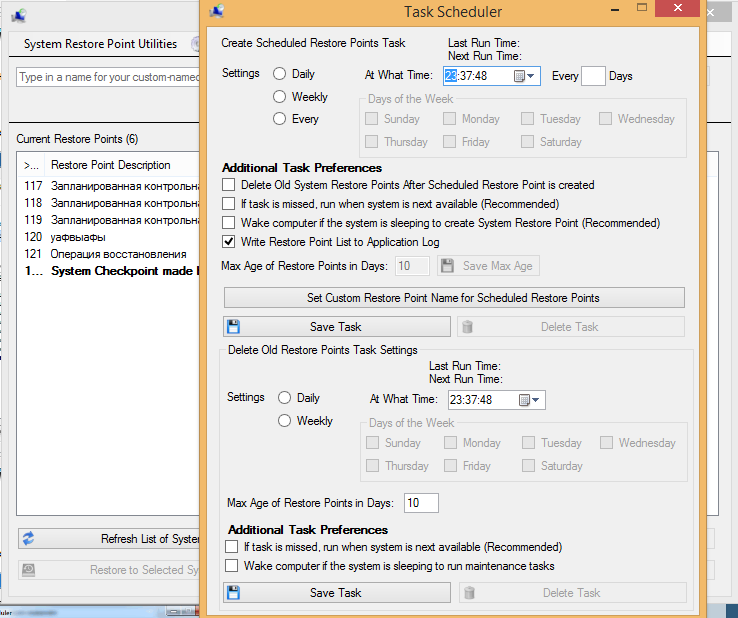 Task Scheduler
System Restore Point Utilities
Type in a name for your custom-named
Current Restore Points (6)
>... Restore Point Description
117 Запланированная контрольна
118 Запланированная контрольна
119 Запланированная контрольна
120 уафвыафы
121 Операция восстановления
1... System Checkpoint made
Refresh List of Syste
Restore to Selected Sy
Create Scheduled Restore Points Task
Last Run Time:
Next Run Time:
Settings Daily At What Time: 23:37:48 Every Days
Weekly
Every
Days of the Week
Sunday Monday Tuesday Wednesday
Thursday Friday Saturday
Additional Task Preferences
Delete Old System Restore Points After Scheduled Restore Point is created
If task is missed, run when system is next available (Recommended)
Wake computer if the system is sleeping to create System Restore Point (Recommended)
Write Restore Point List to Application Log
Max Age of Restore Points in Days: 10 Save Max Age
Set Custom Restore Point Name for Scheduled Restore Points
Save Task Delete Task
Delete Old Restore Points Task Settings
Last Run Time:
Next Run Time:
Settings Daily At What Time: 23:37:48
Weekly
Days of the Week
Sunday Monday Tuesday Wednesday
Thursday Friday Saturday
Max Age of Restore Points in Days: 10
Additional Task Preferences
If task is missed, run when system is next available (Recommended)
Wake computer if the system is sleeping to run maintenance tasks
Save Task Delete Task